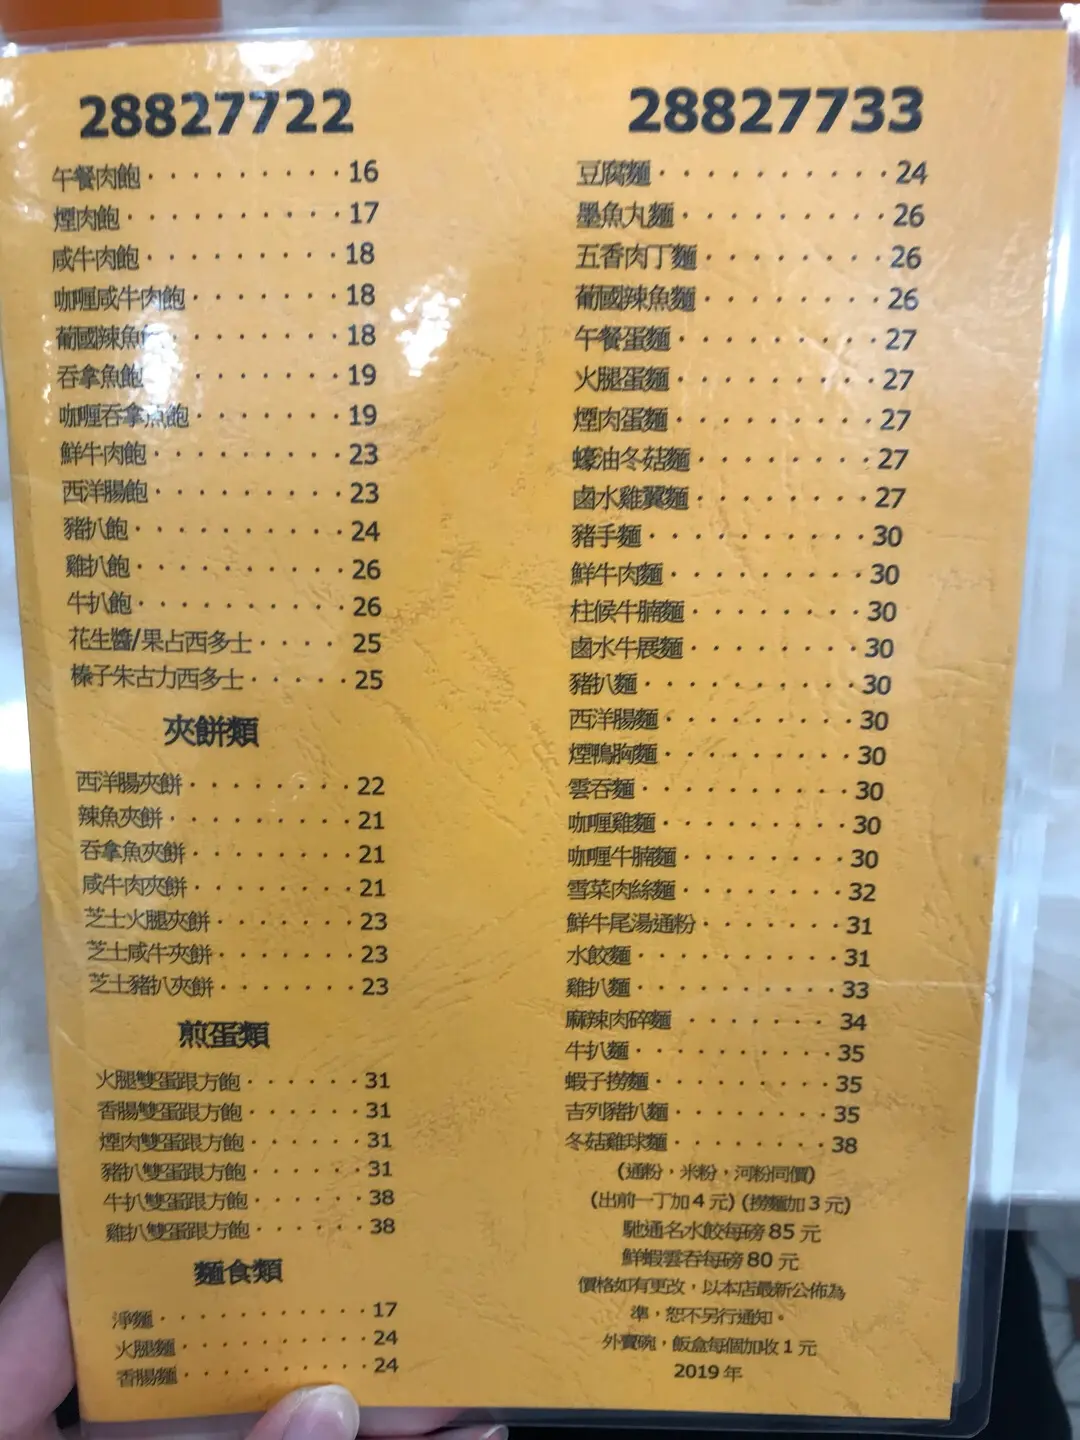 28827722
午餐肉飽 16
煙肉飽 17
咸牛肉飽 18
咖喱咸牛肉飽 18
葡國辣魚 18
吞拿魚飽 19
咖喱吞拿魚飽 19
鮮牛肉飽 23
西洋腸飽 23
豬扒飽 24
雞扒飽 26
牛扒飽 26
花生醬/果占西多士 25
榛子朱古力西多士 25
夾餅類
西洋腸夾餅 22
辣魚夾餅 21
吞拿魚夾餅 21
咸牛肉夾餅 21
芝士火腿夾餅 23
芝士咸牛夾餅 23
芝士豬扒夾餅 23
煎蛋類
火腿雙蛋跟方飽 31
香腸雙蛋跟方飽 31
煙肉雙蛋跟方飽 31
豬扒雙蛋跟方飽 31
牛扒雙蛋跟方飽 38
雞扒雙蛋跟方飽 38
麵食類
淨麵 17
火腿麵 24
香腸麵 24
28827733
豆腐麵 24
墨魚丸麵 26
五香肉丁麵 26
葡國辣魚麵 26
午餐蛋麵 27
火腿蛋麵 27
煙肉蛋麵 27
蠔油冬菇麵 27
鹵水雞翼麵 27
豬手麵 30
鮮牛肉麵 30
柱候牛腩麵 30
鹵水牛展麵 30
豬扒麵 30
西洋腸麵 30
煙鴨胸麵 30
雲吞麵 30
咖喱雞麵 30
咖喱牛腩麵 30
雪菜肉絲麵 32
鮮牛尾湯通粉 31
水餃麵 31
雞扒麵 33
麻辣肉碎麵 34
牛扒麵 35
蝦子撈麵 35
吉列豬扒麵 35
冬菇雞球麵 38
(通粉，米粉，河粉同價)
(出前一丁加 4 元) (撈麵加 3 元)
馳通名水餃每磅 85 元
鮮蝦雲吞每磅 80 元
價格如有更改，以本店最新公佈為
準，恕不另行通知。
外賣碗，飯盒每個加收 1 元
2019 年